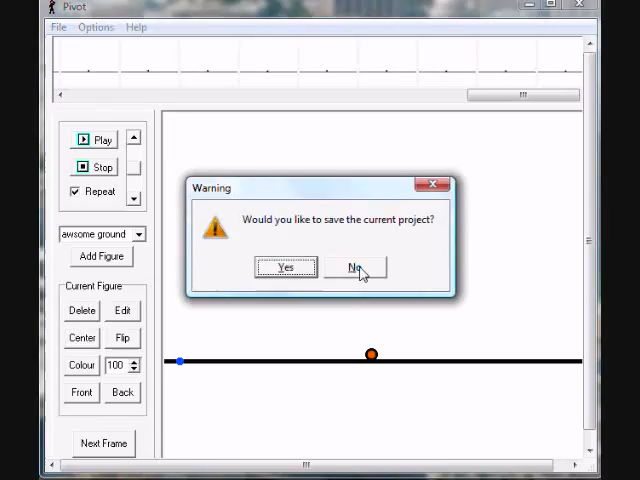 Pivot
File Options Help
Play
Stop
Repeat
awsome ground
Add Figure
Current Figure
Delete Edit
Center Flip
Colour 100
Front Back
Next Frame
Warning
Would you like to save the current project?
Yes No